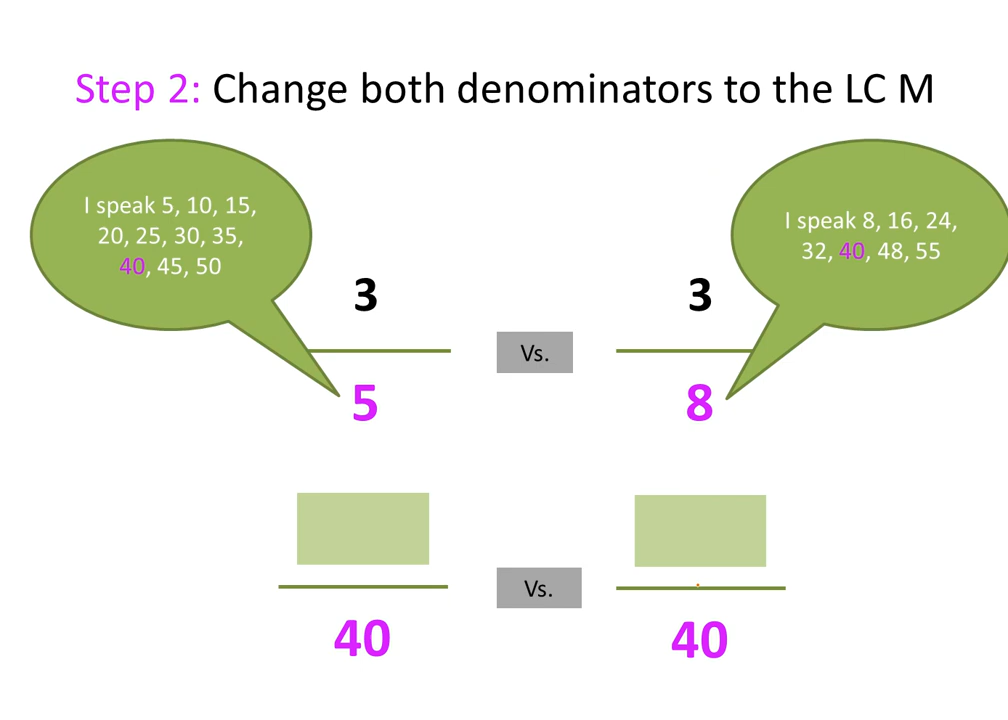 Step 2: Change both denominators to the LC M
I speak 5, 10, 15,
20, 25, 30, 35,
40, 45, 50
I speak 8, 16, 24,
32, 40, 48, 55
3
3
Vs.
5
8
Vs.
40
40